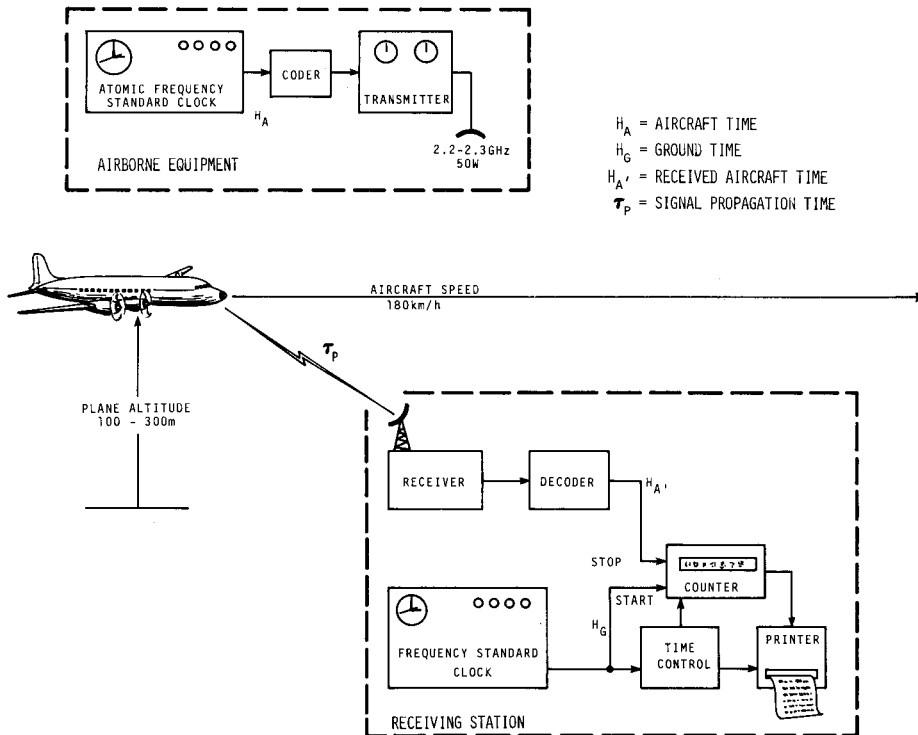 ATOMIC FREQUENCY
STANDARD CLOCK
H_A
CODER
TRANSMITTER
2.2-2.3GHz
50W
AIRBORNE EQUIPMENT
H_A = AIRCRAFT TIME
H_G = GROUND TIME
H_A' = RECEIVED AIRCRAFT TIME
τ_P = SIGNAL PROPAGATION TIME
AIRCRAFT SPEED
180km/h
τ_P
PLANE ALTITUDE
100 - 300m
RECEIVER
DECODER
H_A'
STOP
COUNTER
START
H_G
FREQUENCY STANDARD
CLOCK
TIME
CONTROL
PRINTER
RECEIVING STATION